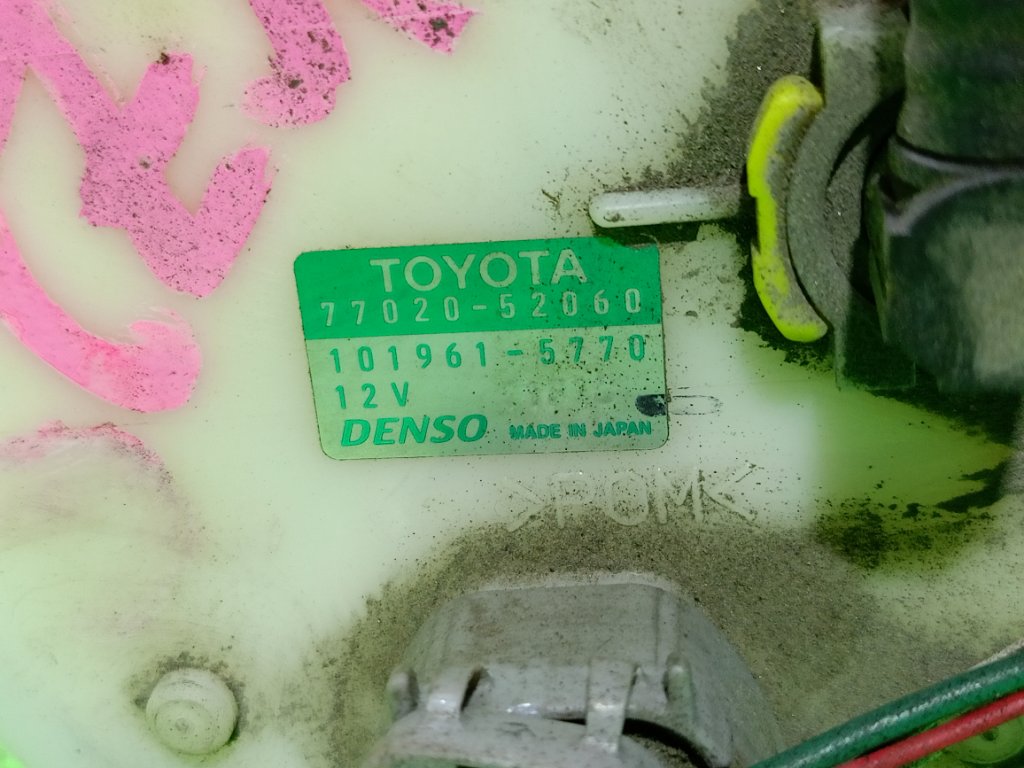 TOYOTA
77020-52060
101961-5770
12V
DENSO MADE IN JAPAN
>POM<